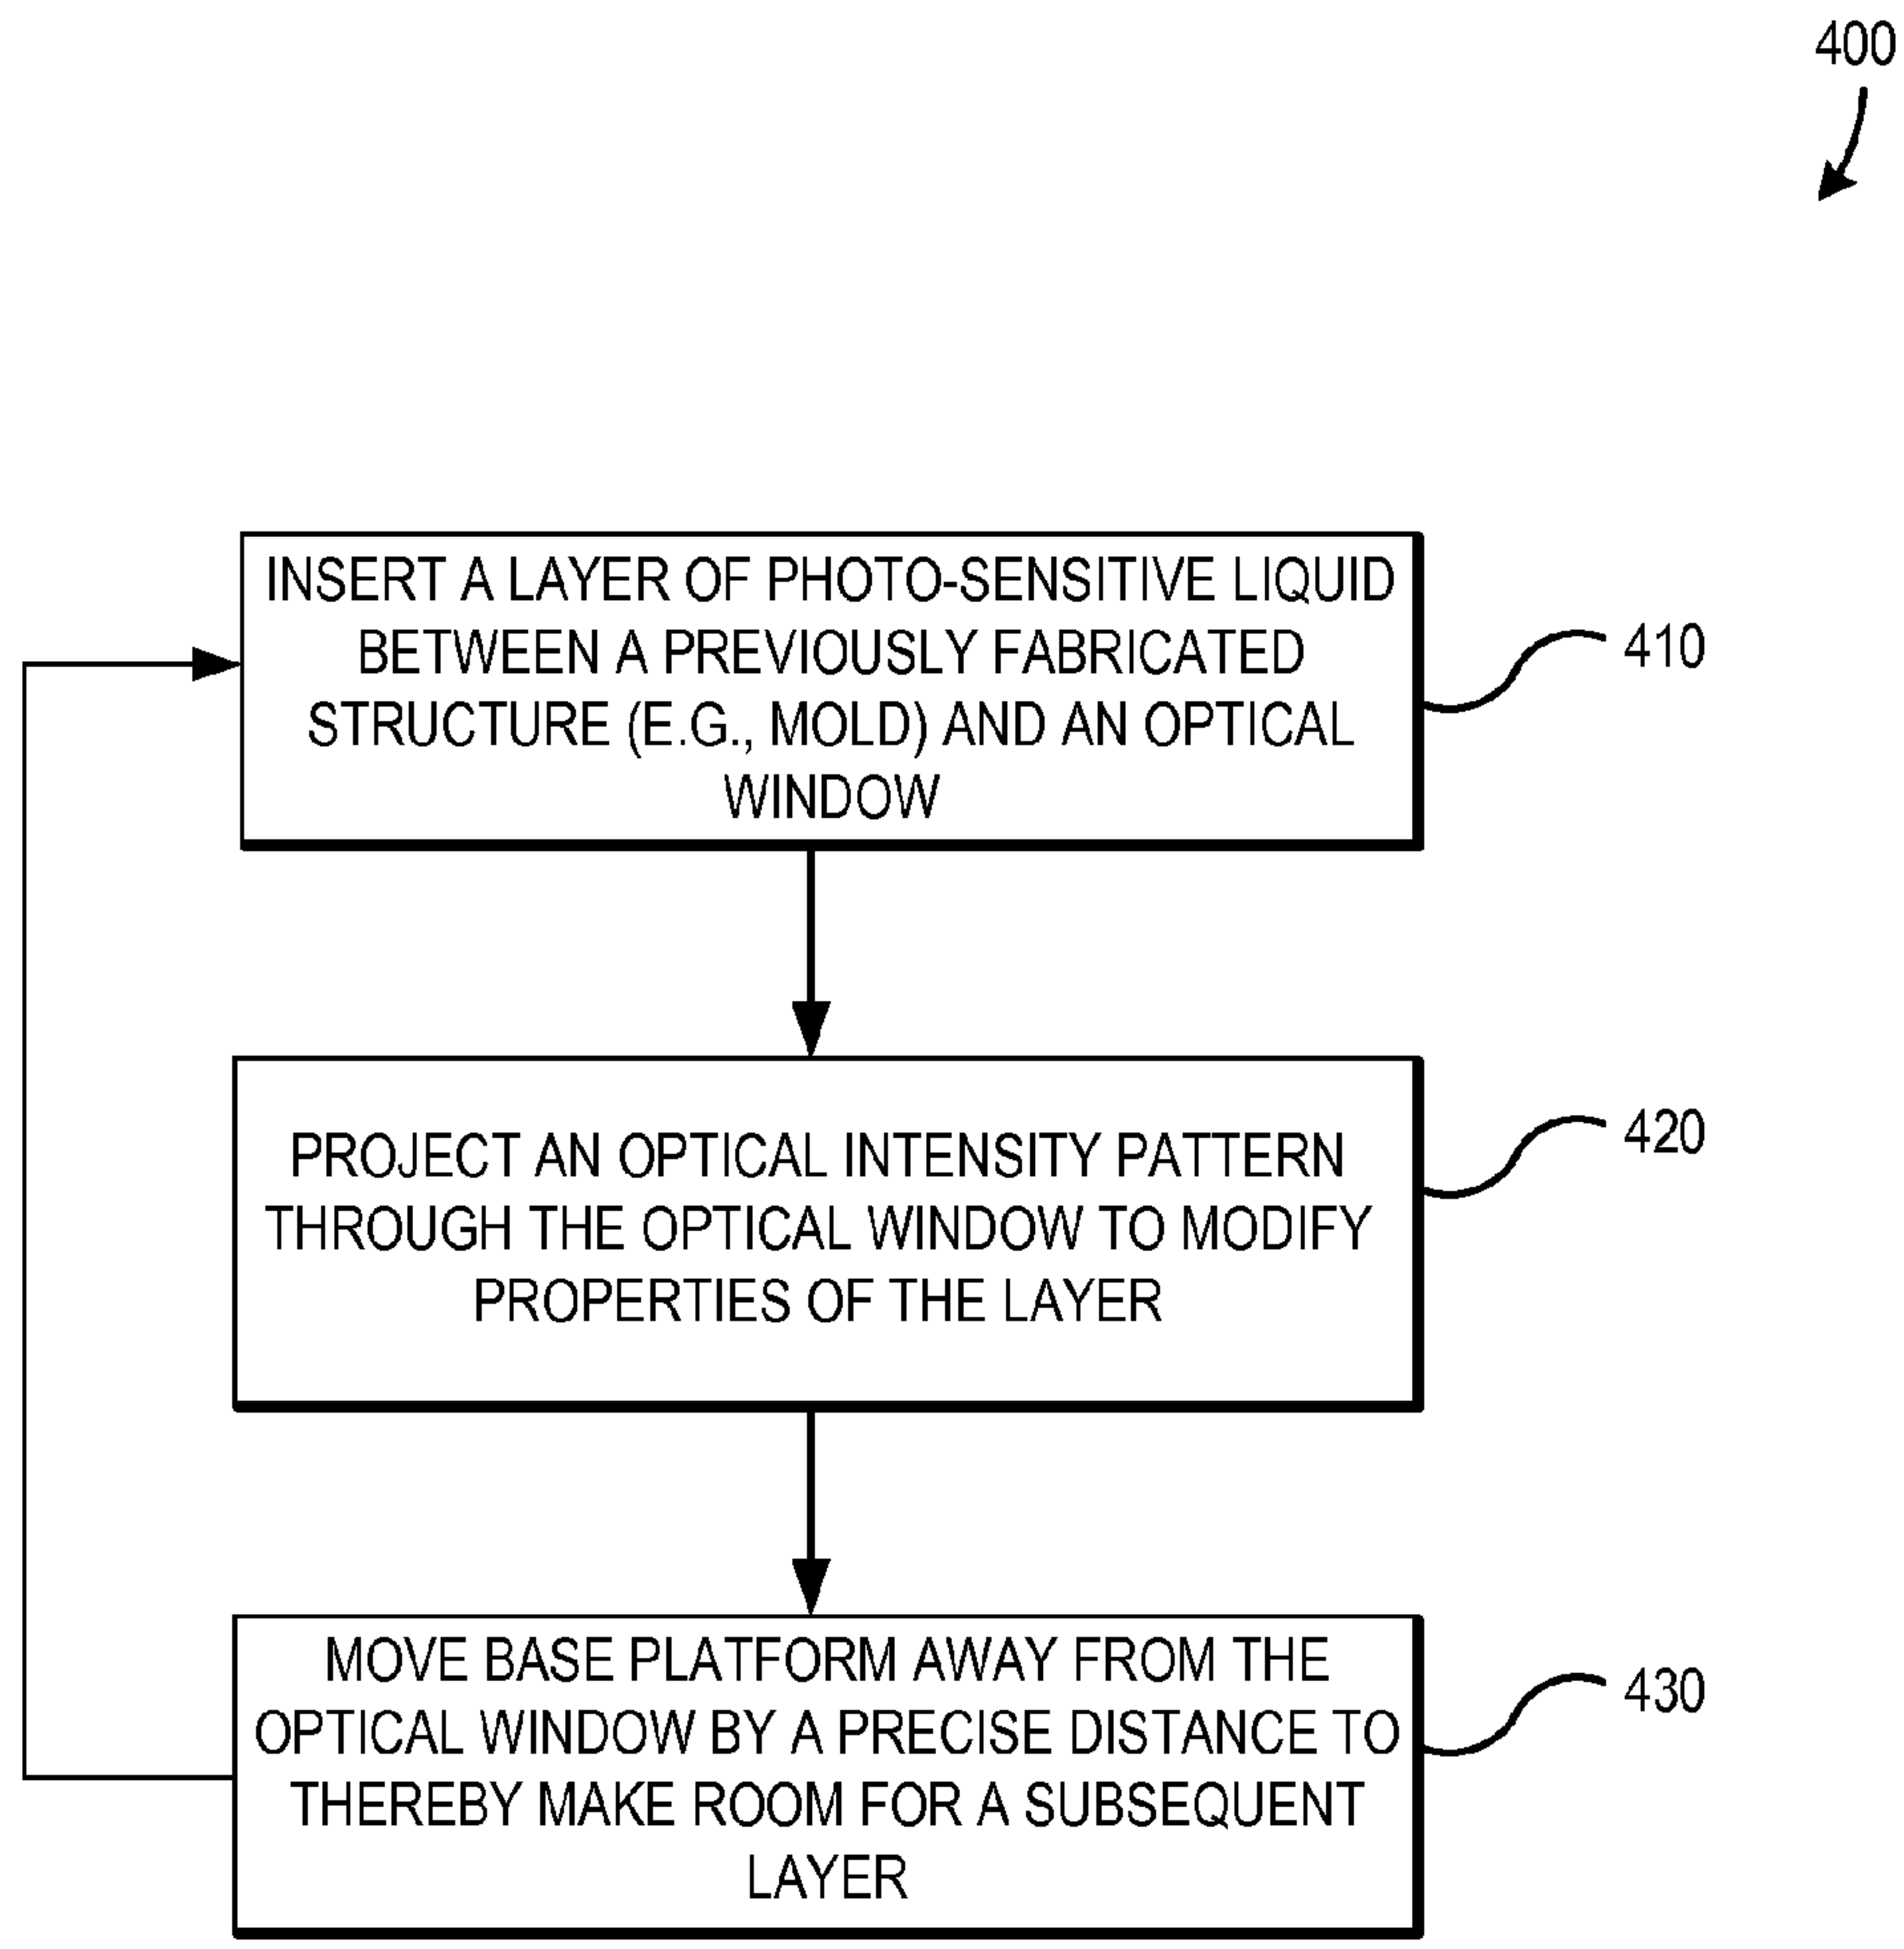 400
INSERT A LAYER OF PHOTO-SENSITIVE LIQUID
BETWEEN A PREVIOUSLY FABRICATED
STRUCTURE (E.G., MOLD) AND AN OPTICAL
WINDOW
410
PROJECT AN OPTICAL INTENSITY PATTERN
THROUGH THE OPTICAL WINDOW TO MODIFY
PROPERTIES OF THE LAYER
420
MOVE BASE PLATFORM AWAY FROM THE
OPTICAL WINDOW BY A PRECISE DISTANCE TO
THEREBY MAKE ROOM FOR A SUBSEQUENT
LAYER
430